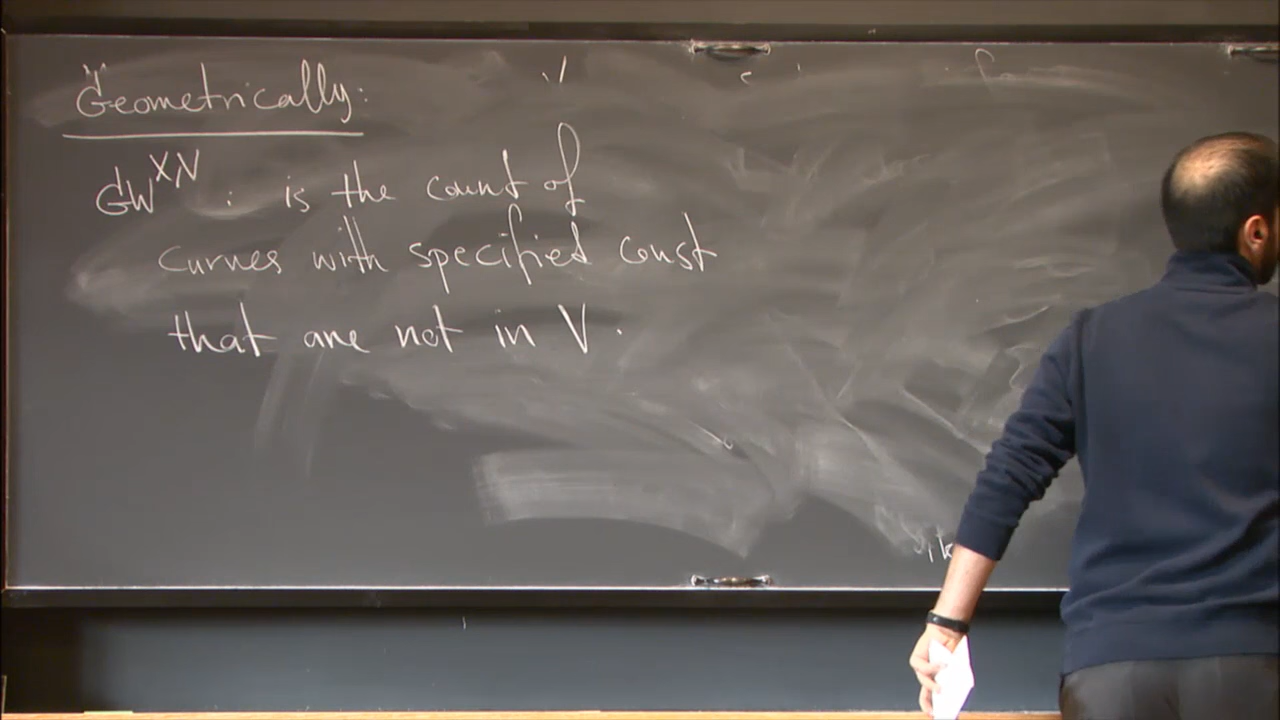 "Geometrically:
GW^{X,V} : is the count of
curves with specified const
that are not in V.